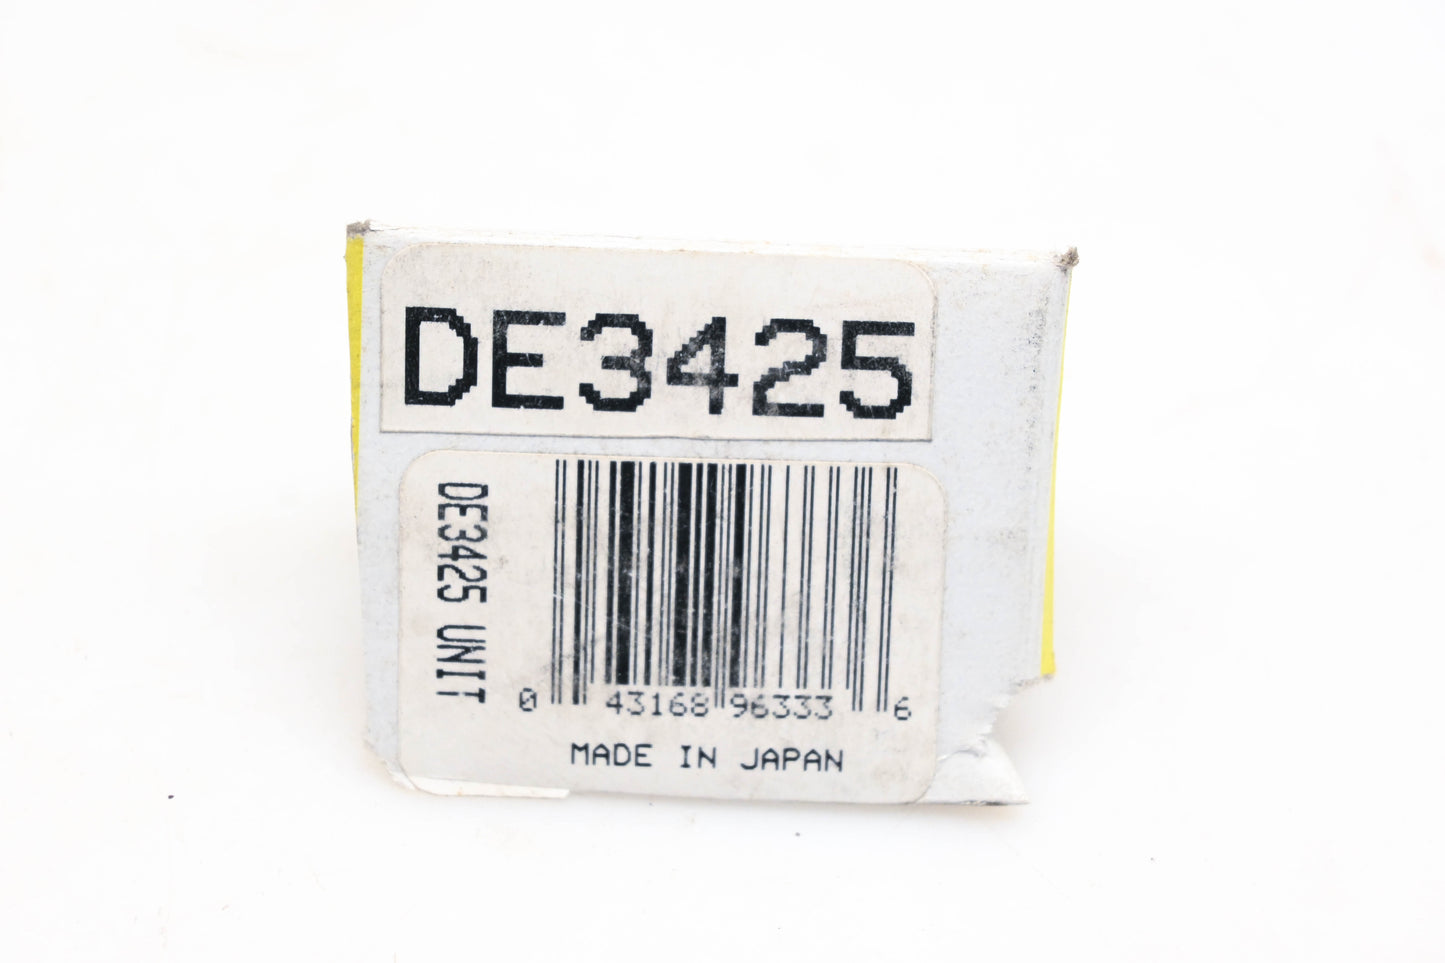 DE3425
DE3425 UNIT
0 43168 96333 6
MADE IN JAPAN